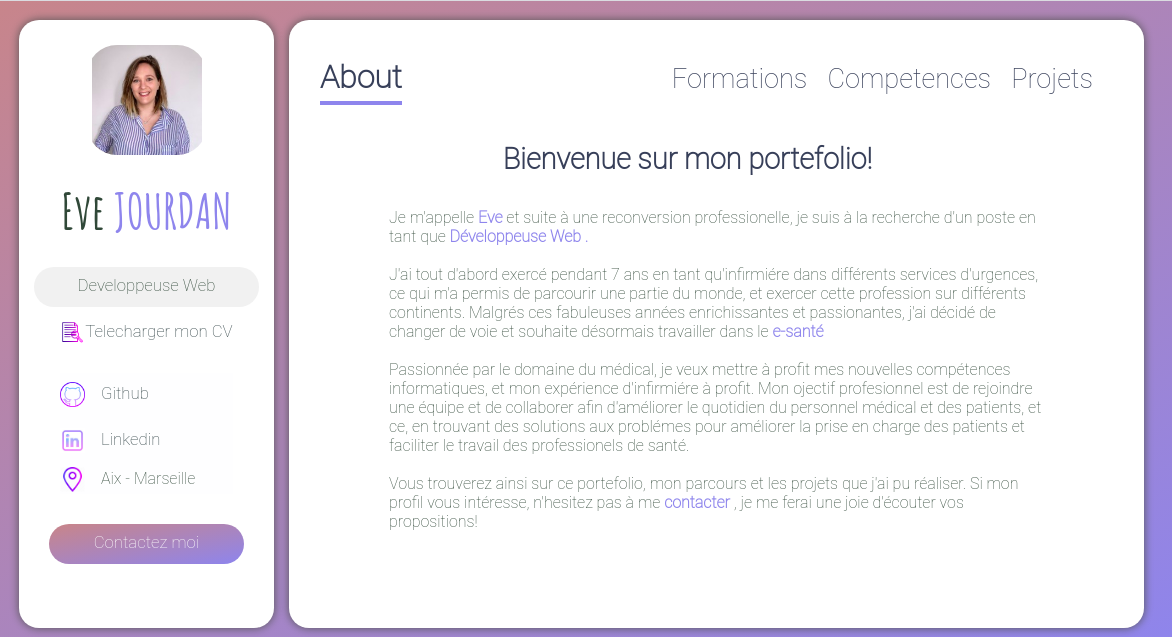 Eve JOURDAN
Developpeuse Web
Telecharger mon CV
Github
Linkedin
Aix - Marseille
Contactez moi
About
Formations
Competences
Projets
Bienvenue sur mon portefolio!
Je m'appelle Eve et suite à une reconversion professionelle, je suis à la recherche d'un poste en
tant que Développeuse Web .
J'ai tout d'abord exercé pendant 7 ans en tant qu'infirmiére dans différents services d'urgences,
ce qui m'a permis de parcourir une partie du monde, et exercer cette profession sur différents
continents. Malgrés ces fabuleuses années enrichissantes et passionantes, j'ai décidé de
changer de voie et souhaite désormais travailler dans le e-santé
Passionnée par le domaine du médical, je veux mettre à profit mes nouvelles compétences
informatiques, et mon expérience d'infirmiére à profit. Mon ojectif profesionnel est de rejoindre
une équipe et de collaborer afin d'améliorer le quotidien du personnel médical et des patients, et
ce, en trouvant des solutions aux problémes pour améliorer la prise en charge des patients et
faciliter le travail des professionels de santé.
Vous trouverez ainsi sur ce portefolio, mon parcours et les projets que j'ai pu réaliser. Si mon
profil vous intéresse, n'hesitez pas à me contacter , je me ferai une joie d'écouter vos
propositions!